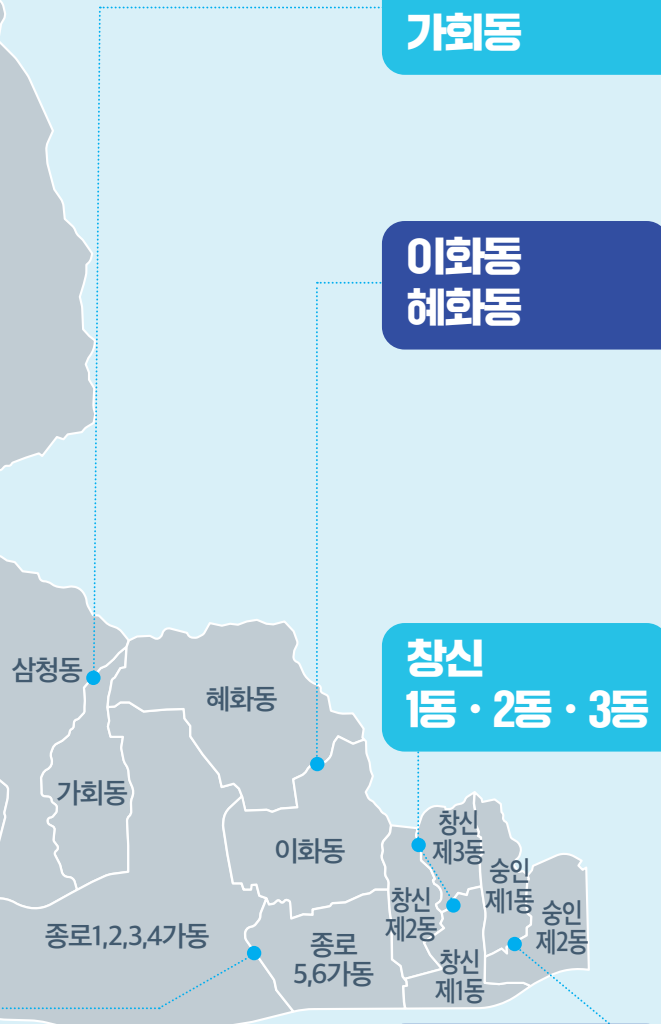 가회동
이화동
혜화동
창신
1동 · 2동 · 3동
삼청동
혜화동
가회동
이화동
창신
제3동
숭인
제1동
창신
제2동
숭인
제2동
종로1,2,3,4가동
종로
5,6가동
창신
제1동